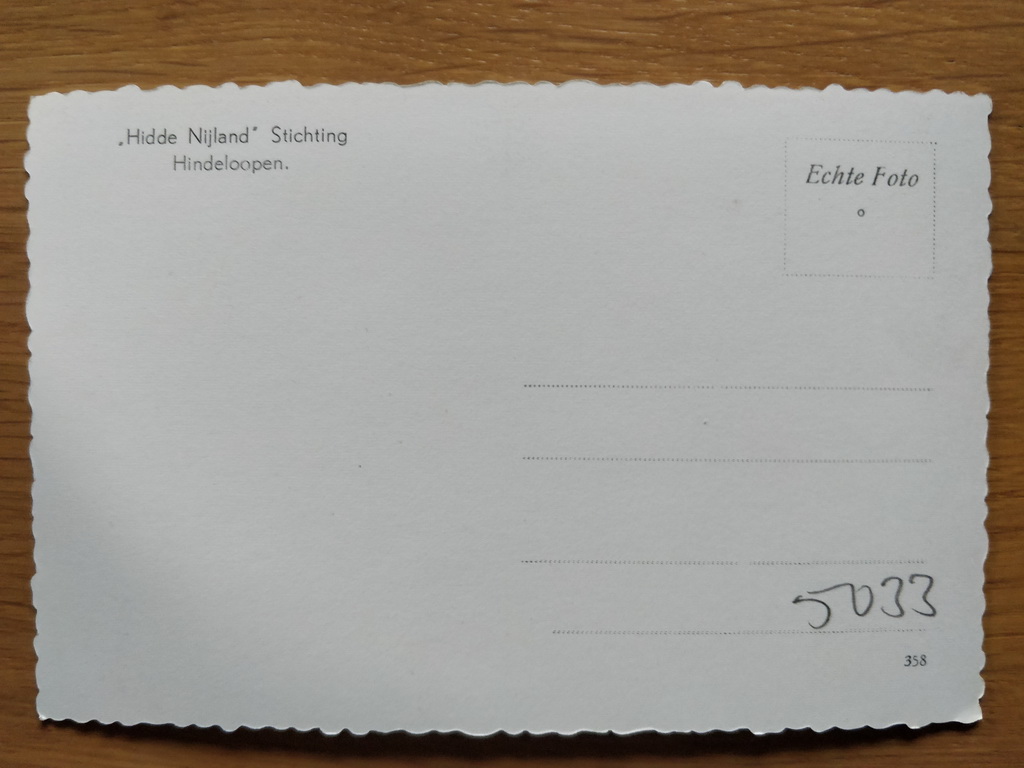 „Hidde Nijland" Stichting
Hindeloopen.
Echte Foto
5033
358